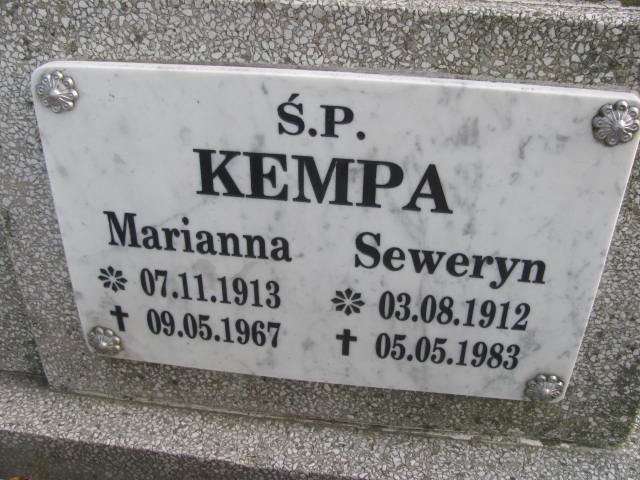 Ś.P.
KEMPA
Marianna Seweryn
07.11.1913 03.08.1912
09.05.1967 05.05.1983